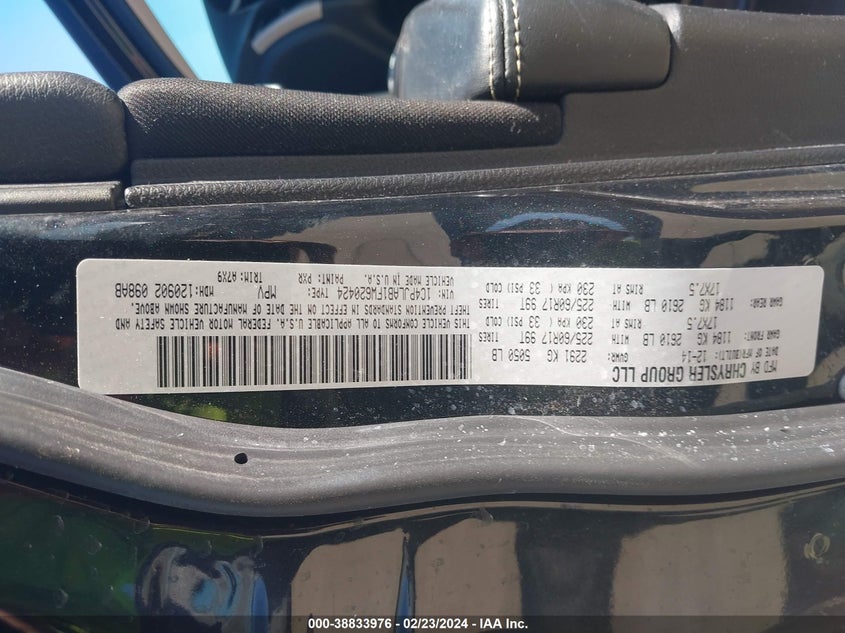 MFD BY CHRYSLER GROUP LLC
DATE OF MFR/BUILT: 12-14 GVWR: 2291 KG 5050 LB
GAWR FRONT: 1184 KG 2610 LB WITH 225/60R17 99T TIRES
17X7.5 RIMS AT 230 KPA ( 33 PSI) COLD
GAWR REAR: 1184 KG 2610 LB WITH 225/60R17 99T TIRES
17X7.5 RIMS AT 230 KPA ( 33 PSI) COLD
THIS VEHICLE CONFORMS TO ALL APPLICABLE U.S.A. FEDERAL MOTOR VEHICLE SAFETY AND
THEFT PREVENTION STANDARDS IN EFFECT ON THE DATE OF MANUFACTURE SHOWN ABOVE.
VIN: 1C4PJLAB1FW620424 TYPE: MPV MDH:120902 098AB
VEHICLE MADE IN U.S.A. PAINT: PXR TRIM: A7X9
000-38833976 - 02/23/2024 - IAA Inc.